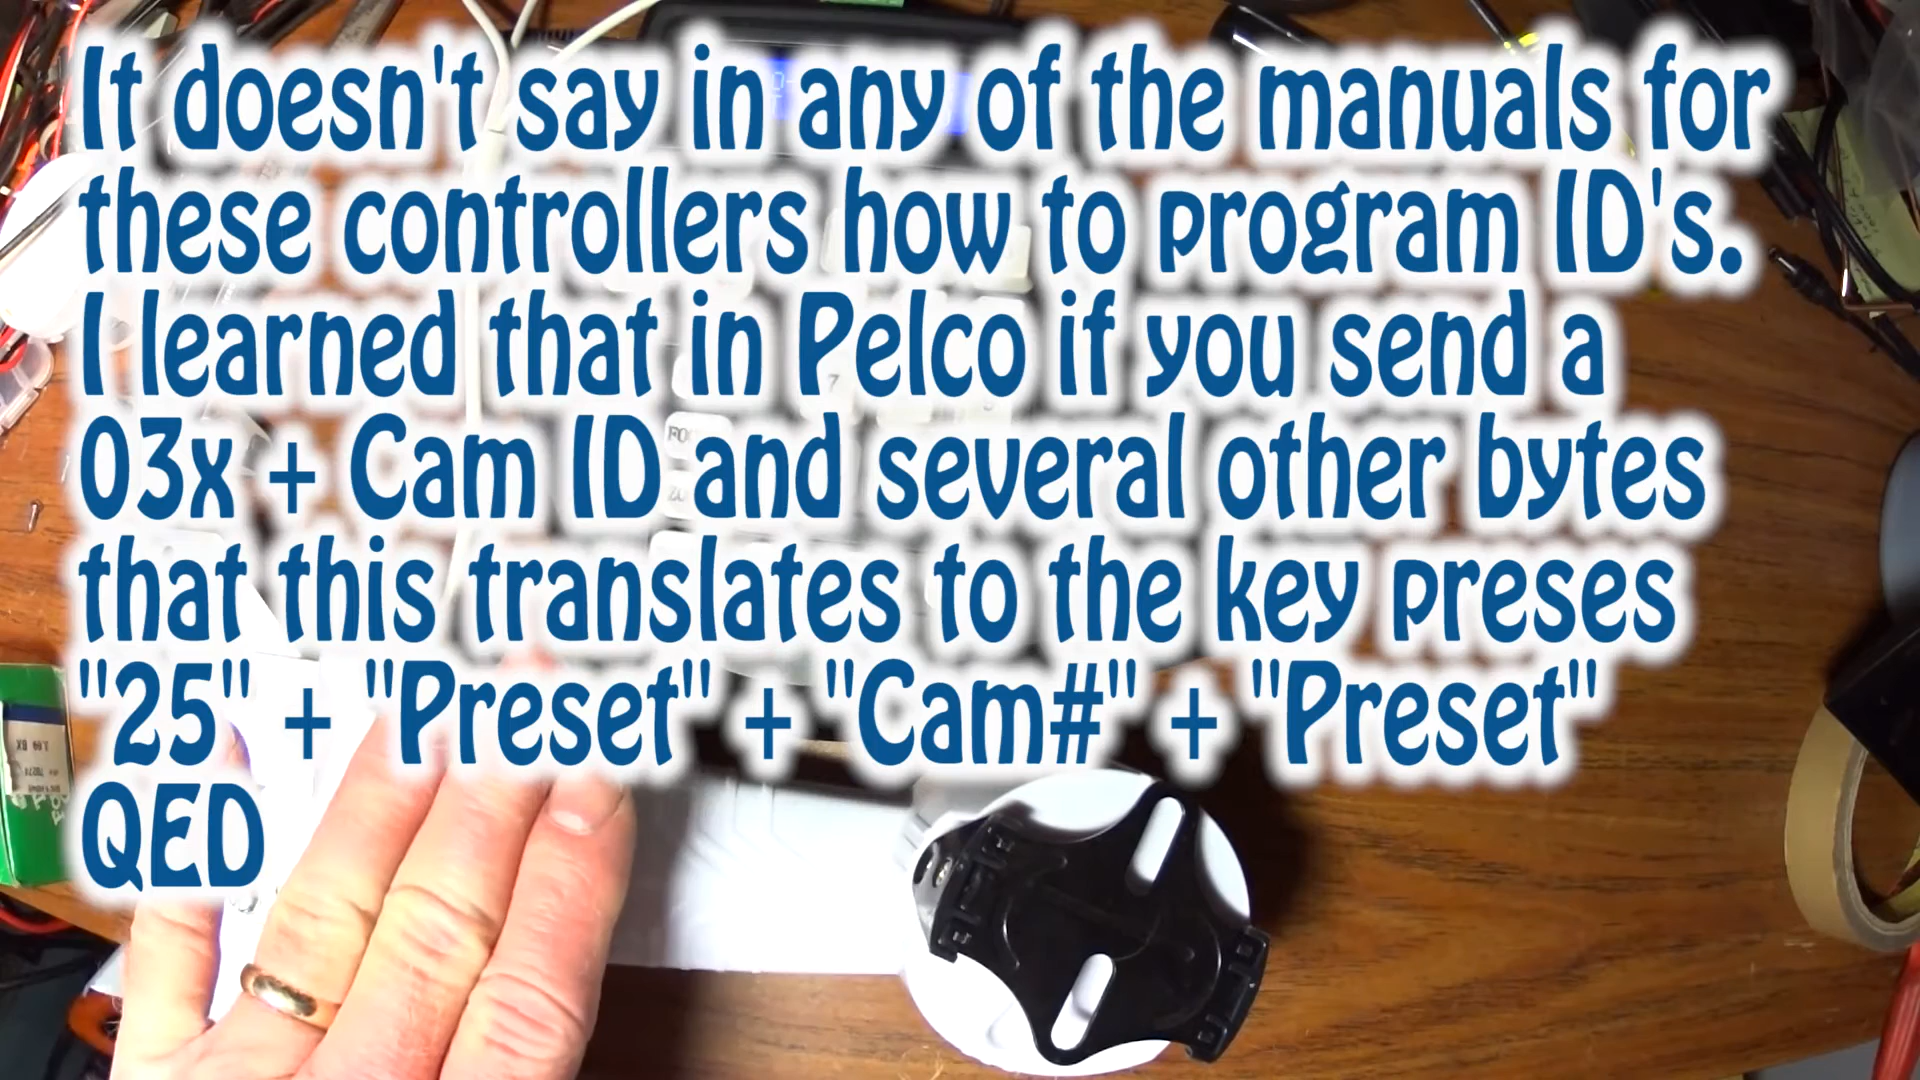 It doesn't say in any of the manuals for
these controllers how to program ID's.
I learned that in Pelco if you send a
03x + Cam ID and several other bytes
that this translates to the key preses
"25" + "Preset" + "Cam#" + "Preset"
QED
7